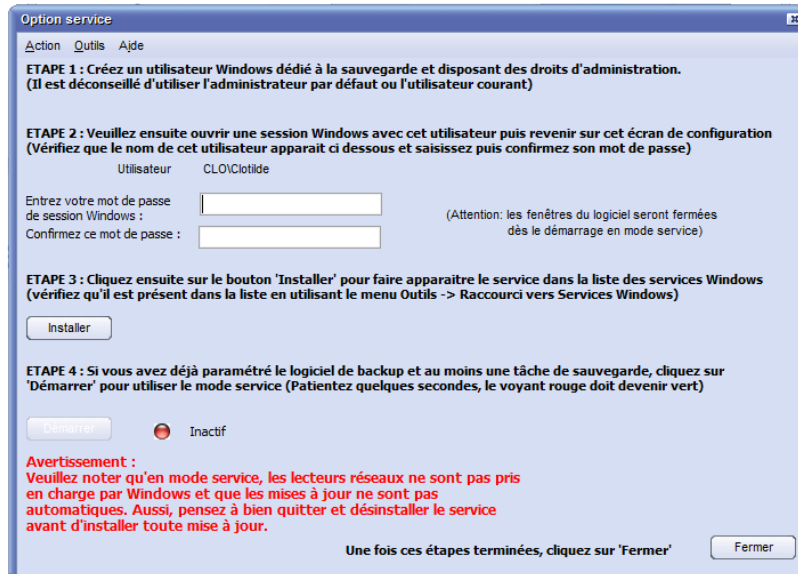 Option service
Action Outils Aide
ETAPE 1 : Créez un utilisateur Windows dédié à la sauvegarde et disposant des droits d'administration.
(Il est déconseillé d'utiliser l'administrateur par défaut ou l'utilisateur courant)
ETAPE 2 : Veuillez ensuite ouvrir une session Windows avec cet utilisateur puis revenir sur cet écran de configuration
(Vérifiez que le nom de cet utilisateur apparait ci dessous et saisissez puis confirmez son mot de passe)
Utilisateur CLO\Clotilde
Entrez votre mot de passe
de session Windows :
(Attention: les fenêtres du logiciel seront fermées
dès le démarrage en mode service)
Confirmez ce mot de passe :
ETAPE 3 : Cliquez ensuite sur le bouton 'Installer' pour faire apparaitre le service dans la liste des services Windows
(vérifiez qu'il est présent dans la liste en utilisant le menu Outils -> Raccourci vers Services Windows)
Installer
ETAPE 4 : Si vous avez déjà paramétré le logiciel de backup et au moins une tâche de sauvegarde, cliquez sur
'Démarrer' pour utiliser le mode service (Patientez quelques secondes, le voyant rouge doit devenir vert)
Démarrer Inactif
Avertissement :
Veuillez noter qu'en mode service, les lecteurs réseaux ne sont pas pris
en charge par Windows et que les mises à jour ne sont pas
automatiques. Aussi, pensez à bien quitter et désinstaller le service
avant d'installer toute mise à jour.
Une fois ces étapes terminées, cliquez sur 'Fermer' Fermer